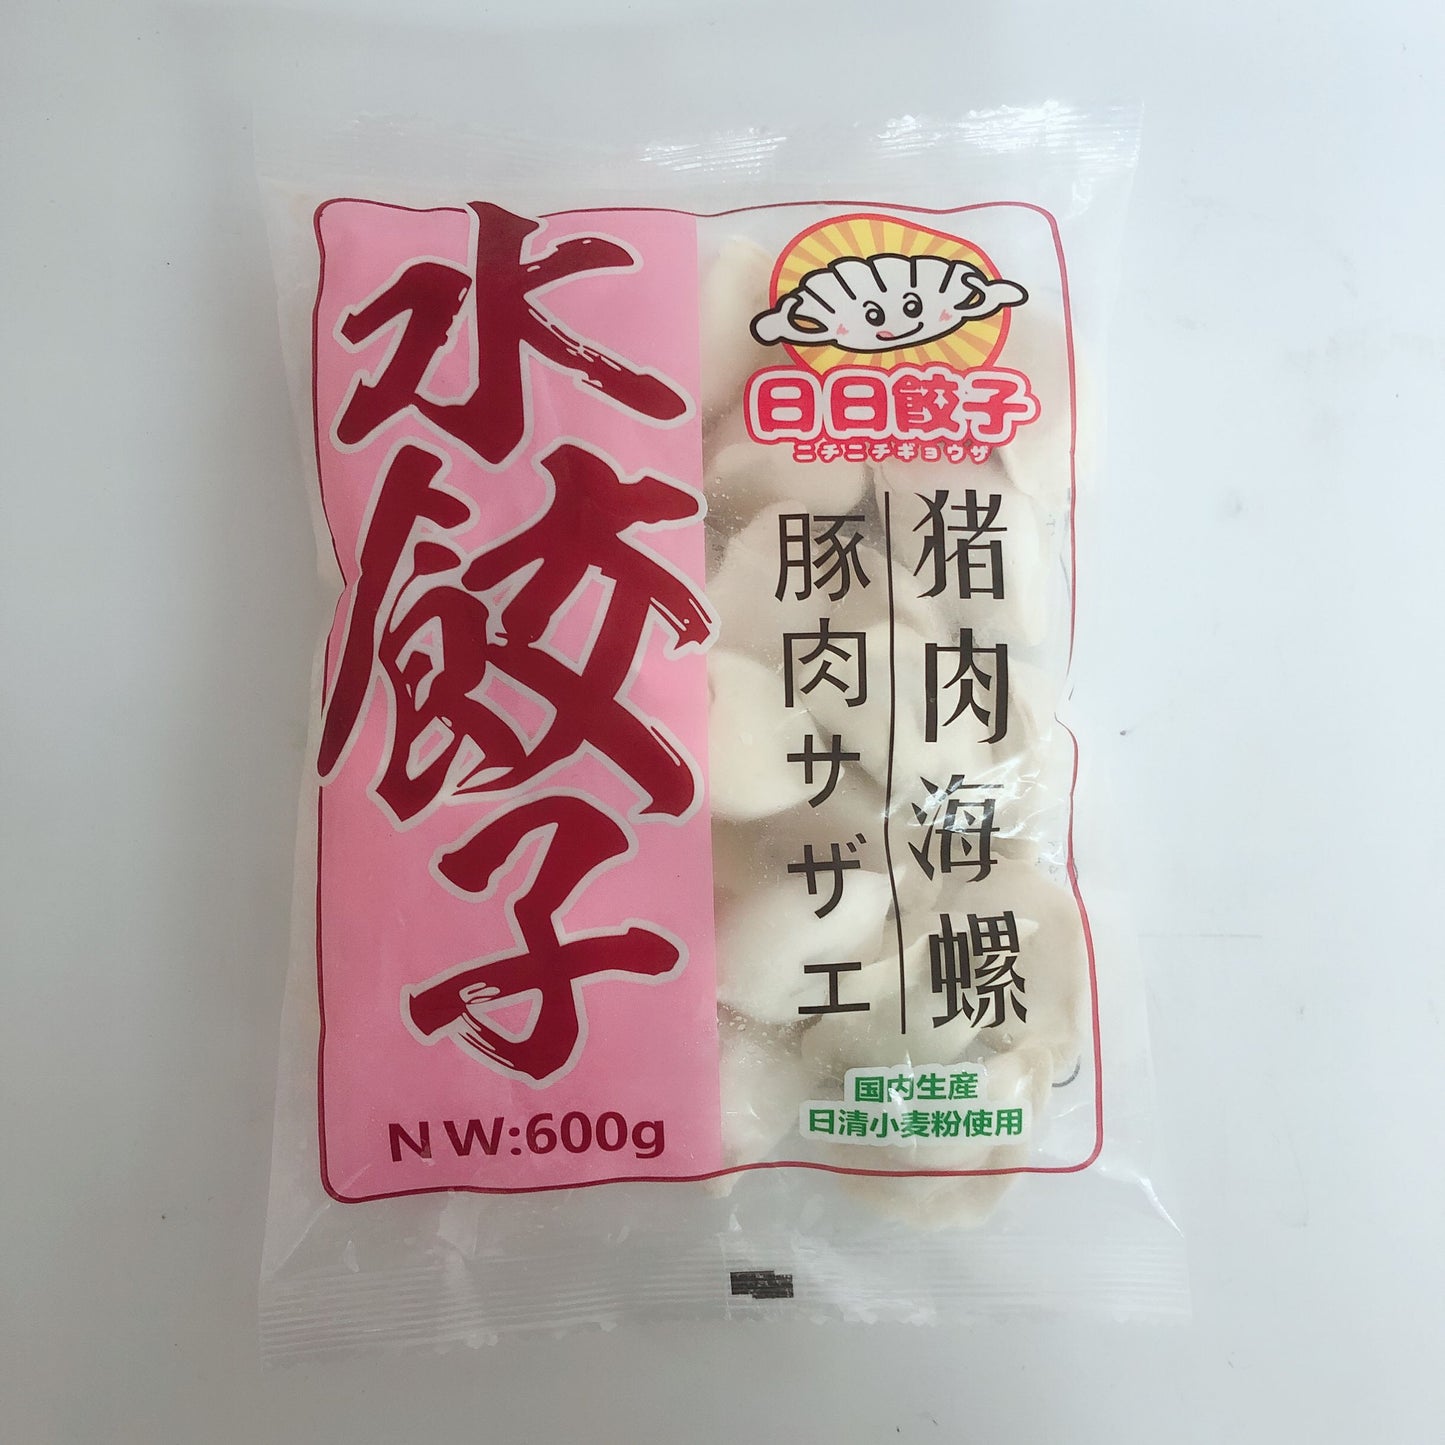 水餃子
NW:600g
日日餃子
ニチニチギョウザ
猪肉海螺
豚肉サザエ
国内生産
日清小麦粉使用